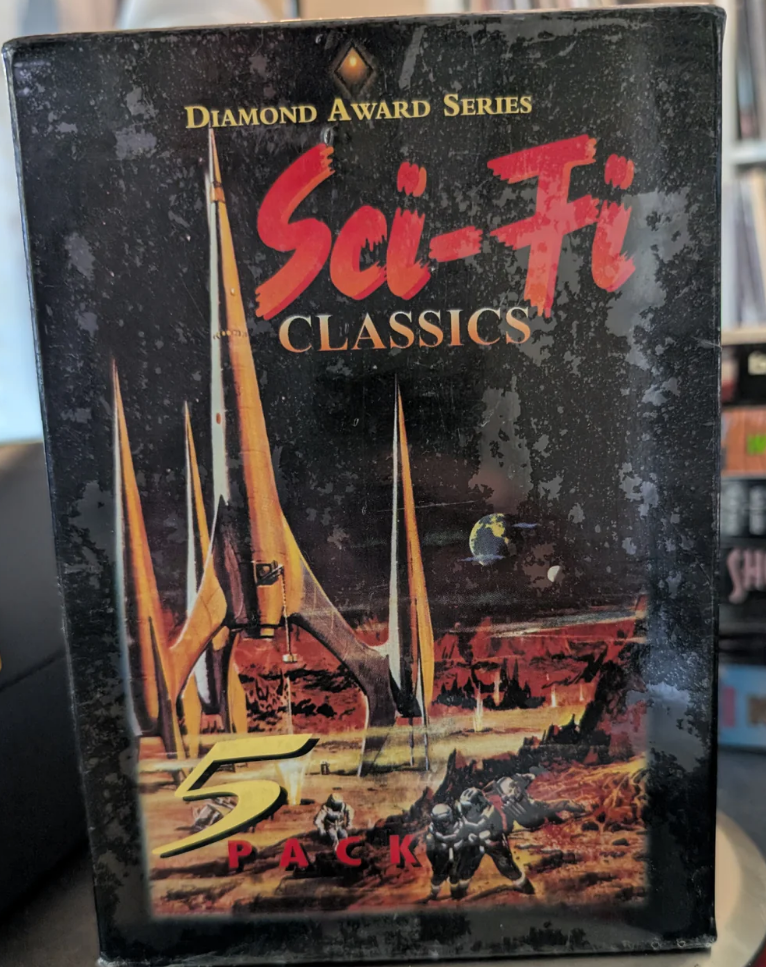 DIAMOND AWARD SERIES
Sci-Fi
CLASSICS
5
PACK